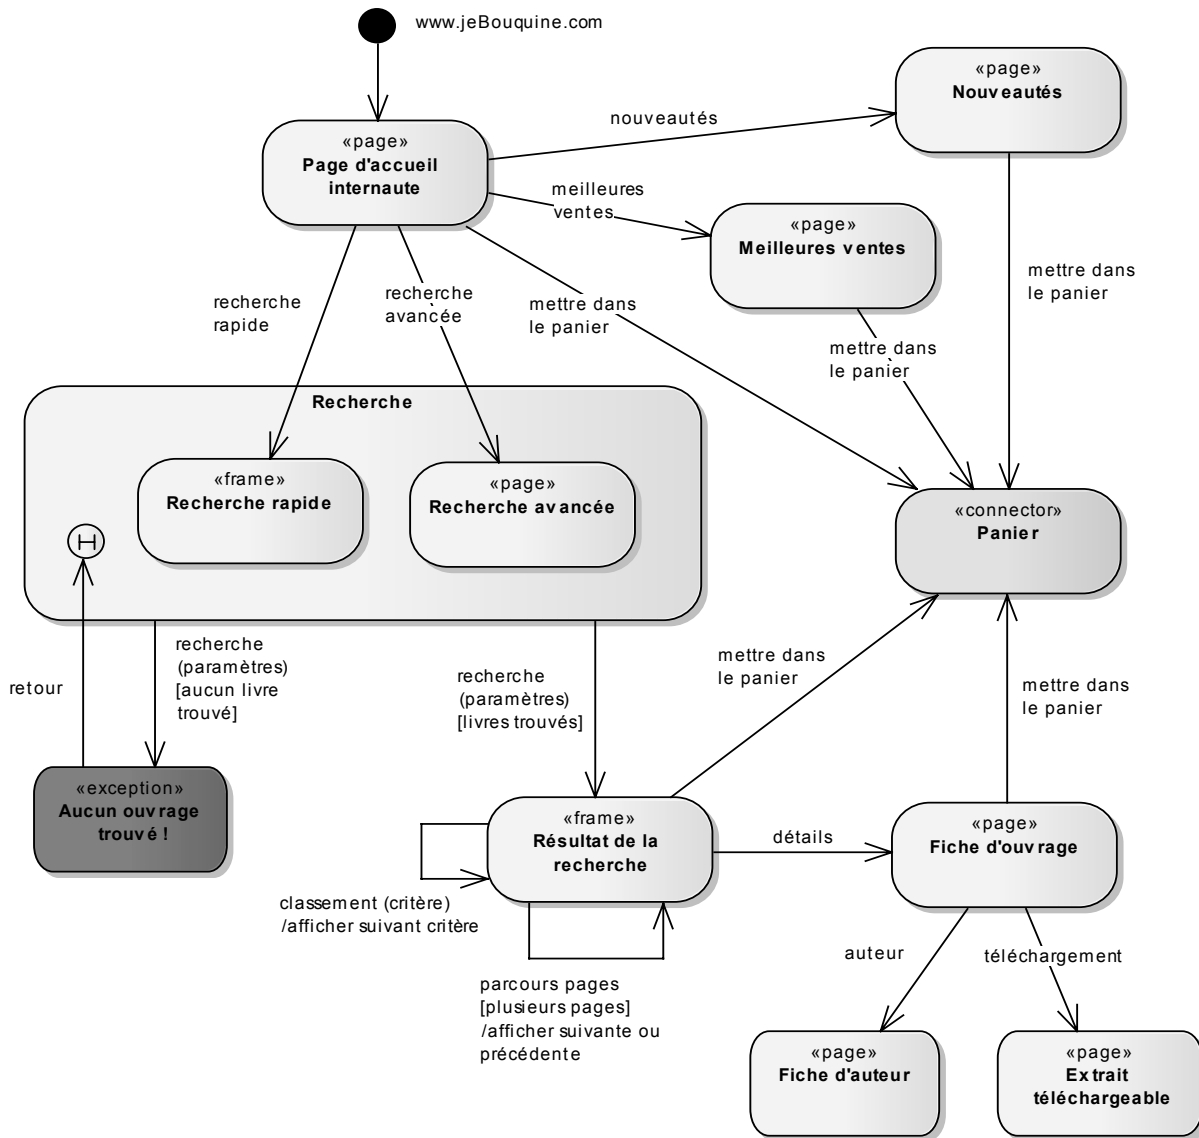 www.jeBouquine.com
«page»
Nouveautés
nouveautés
«page»
Page d'accueil
internaute
meilleures
ventes
«page»
Meilleures ventes
mettre dans
le panier
recherche
rapide
recherche
avancée
mettre dans
le panier
mettre dans
le panier
Recherche
«frame»
Recherche rapide
«page»
Recherche avancée
H
«connector»
Panier
retour
recherche
(paramètres)
[aucun livre
trouvé]
recherche
(paramètres)
[livres trouvés]
mettre dans
le panier
mettre dans
le panier
«exception»
Aucun ouvrage
trouvé !
«frame»
Résultat de la
recherche
détails
«page»
Fiche d'ouvrage
classement (critère)
/afficher suivant critère
parcours pages
[plusieurs pages]
/afficher suivante ou
précédente
auteur
téléchargement
«page»
Fiche d'auteur
«page»
Extrait
téléchargeable